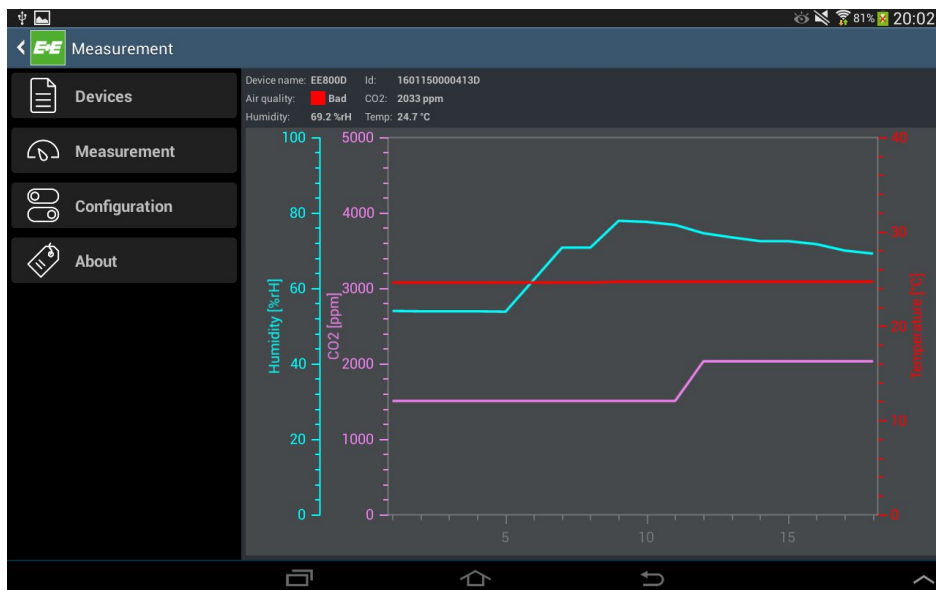 81% 20:02
E+E Measurement
Devices
Measurement
Configuration
About
Device name: EE800D Id: 1601150000413D
Air quality: Bad CO2: 2033 ppm
Humidity: 69.2 %rH Temp: 24.7 °C
100 5000 40
80 4000 30
60 3000
Humidity [%rH] CO2 [ppm] Temperature [°C]
20
40 2000
10
20 1000
0 0 0
5 10 15